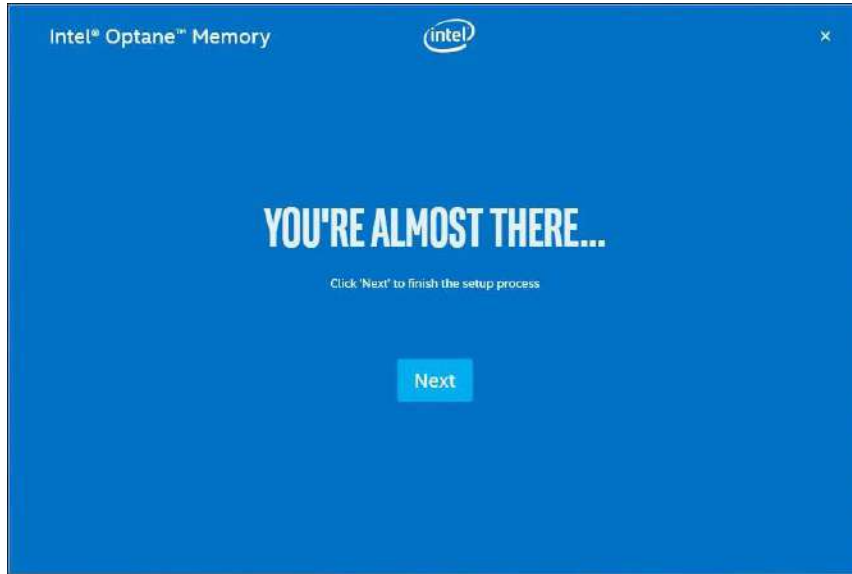 Intel® Optane™ Memory
intel
×
YOU'RE ALMOST THERE...
Click 'Next' to finish the setup process
Next